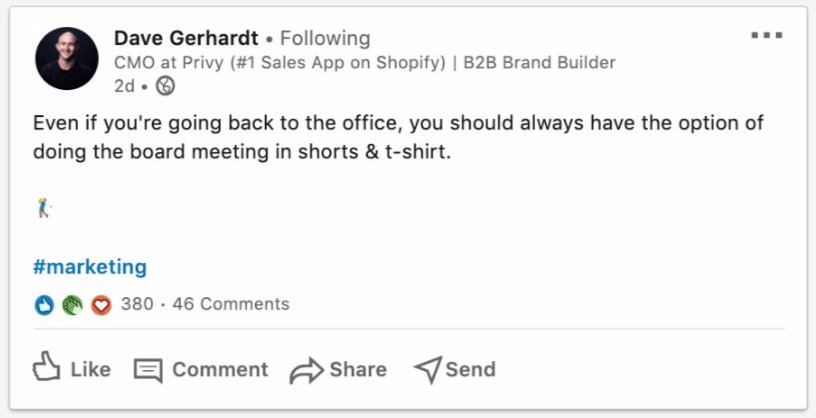 Dave Gerhardt • Following
CMO at Privy (#1 Sales App on Shopify) | B2B Brand Builder
2d •
Even if you're going back to the office, you should always have the option of
doing the board meeting in shorts & t-shirt.
#marketing
380 · 46 Comments
Like Comment Share Send